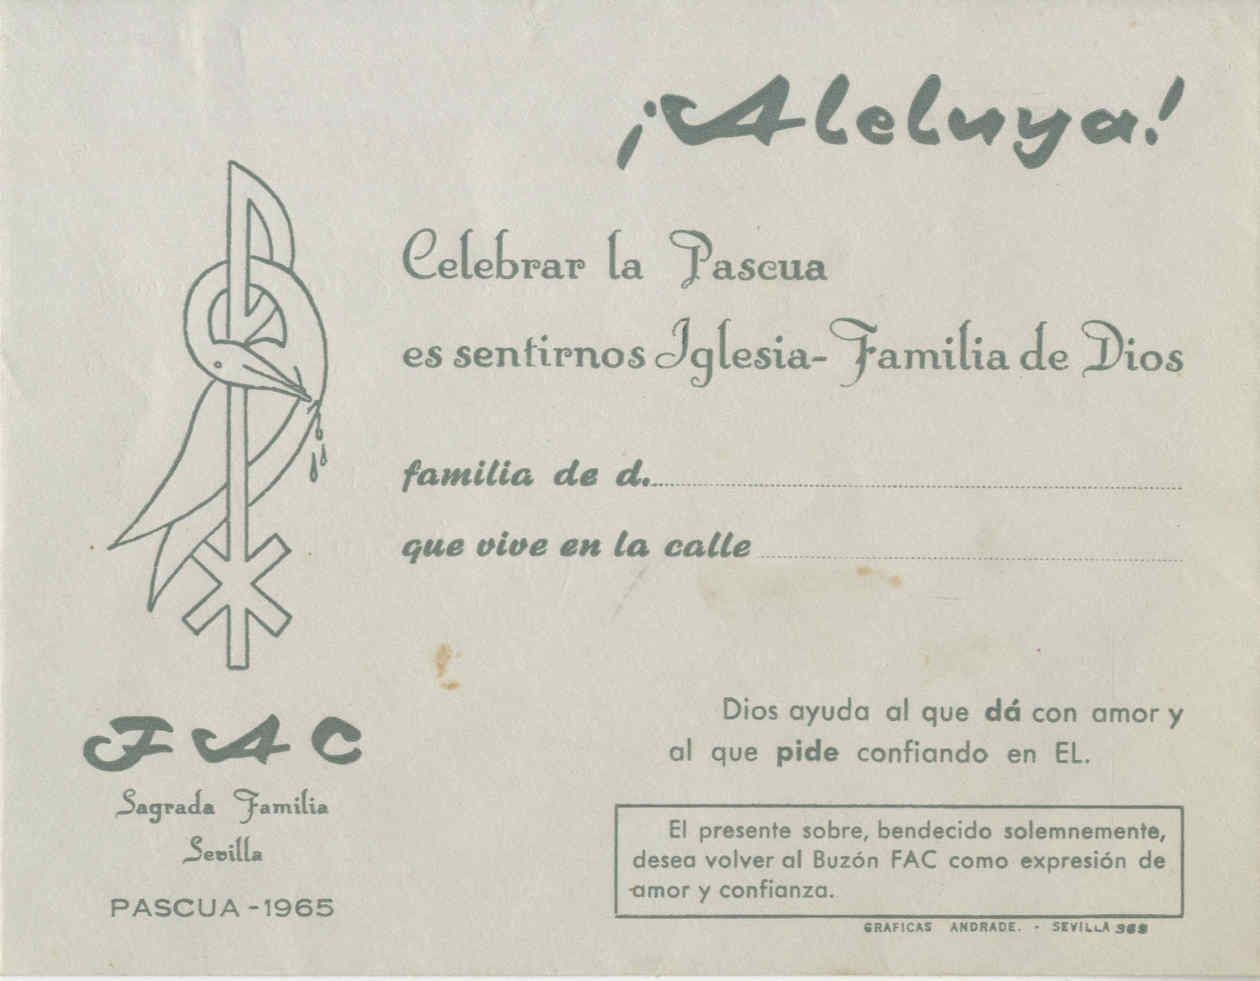 ¡Aleluya!
Celebrar la Pascua
es sentirnos Iglesia-Familia de Dios
familia de d.
que vive en la calle
FAC
Sagrada Familia
Sevilla
PASCUA - 1965
Dios ayuda al que dá con amor y
al que pide confiando en EL.
El presente sobre, bendecido solemnemente,
desea volver al Buzón FAC como expresión de
amor y confianza.
GRAFICAS ANDRADE. - SEVILLA